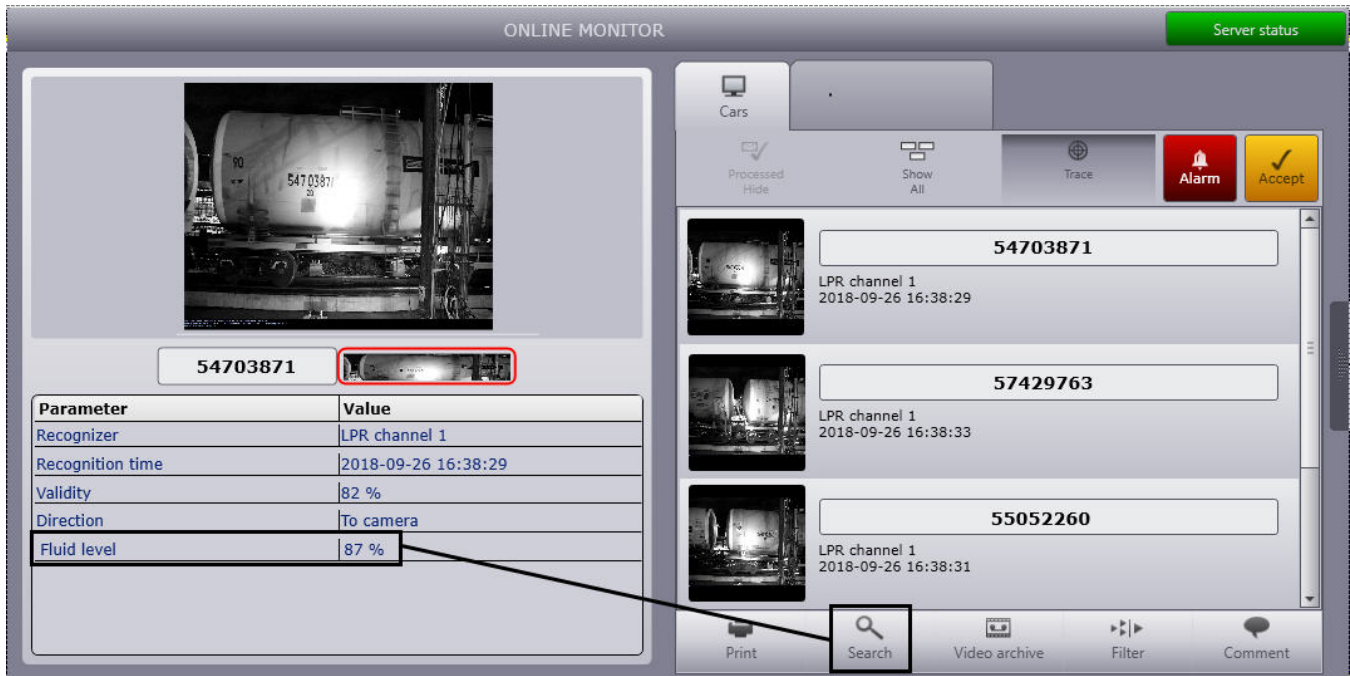 ONLINE MONITOR
Server status
90
54703871
20
54703871
Parameter Value
Recognizer LPR channel 1
Recognition time 2018-09-26 16:38:29
Validity 82 %
Direction To camera
Fluid level 87 %
Cars
Processed
Hide
Show
All
Trace
Alarm
Accept
54703871
LPR channel 1
2018-09-26 16:38:29
57429763
LPR channel 1
2018-09-26 16:38:33
55052260
LPR channel 1
2018-09-26 16:38:31
Print
Search
Video archive
Filter
Comment